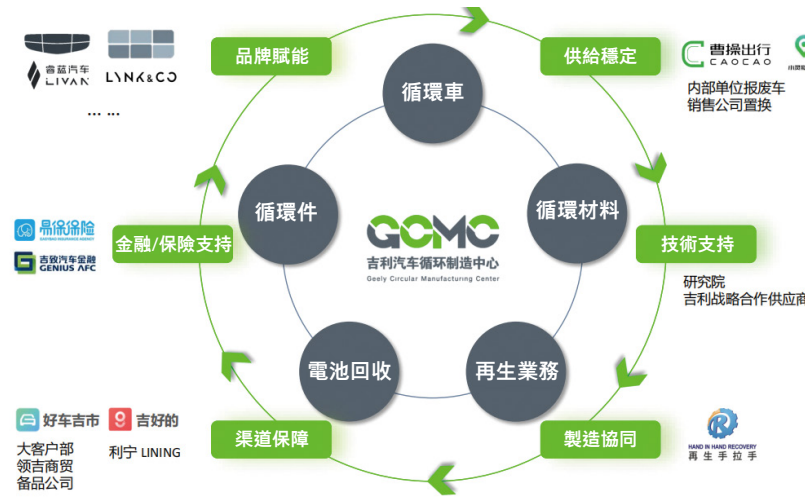 品牌賦能
供給穩定
睿蓝汽车
LIVAN
LYNK&CO
... ...
曹操出行
CAOCAO
内部单位报废车
销售公司置换
循環車
循環件
循環材料
GCMC
吉利汽车循环制造中心
Geely Circular Manufacturing Center
易保保险
吉致汽车金融
GENIUS AFC
金融/保險支持
技術支持
研究院
吉利战略合作供应商
電池回收
再生業務
好车吉市
吉好的
大客户部
领吉商贸
备品公司
利宁 LINING
渠道保障
製造協同
HAND IN HAND RECOVERY
再生手拉手